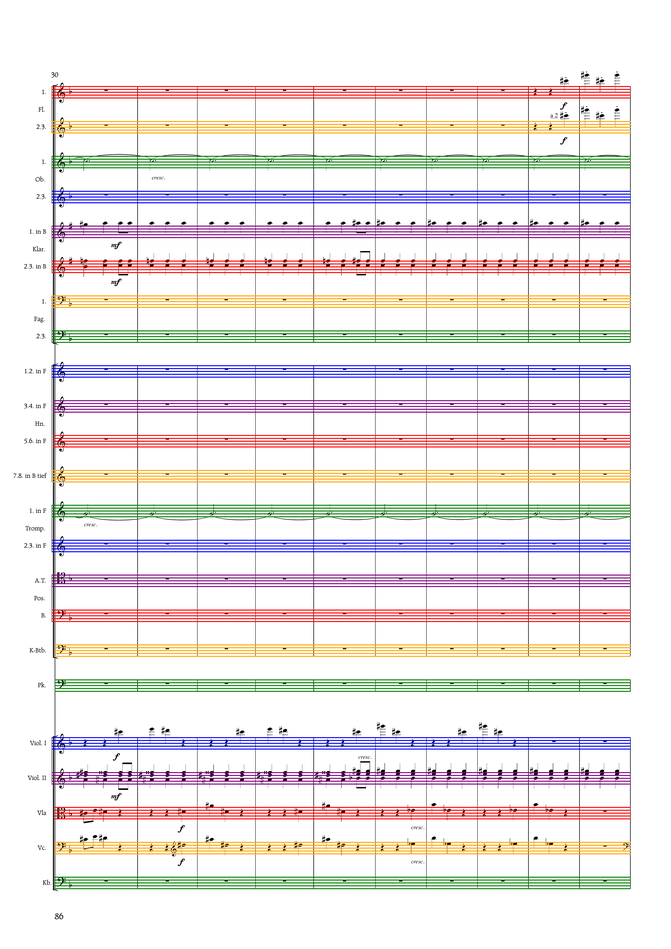 30
1.
Fl.
f
a 2
2.3.
f
1.
Ob.
cresc.
2.3.
1. in B
Klar.
mf
2.3. in B
mf
1.
Fag.
2.3.
1.2. in F
3.4. in F
Hn.
5.6. in F
7.8. in B tief
1. in F
cresc.
Tromp.
2.3. in F
A.T.
Pos.
B.
K-Btb.
Pk.
Viol. I
f
cresc.
Viol. II
mf
Vla
f
cresc.
Vc.
f
cresc.
Kb.
86